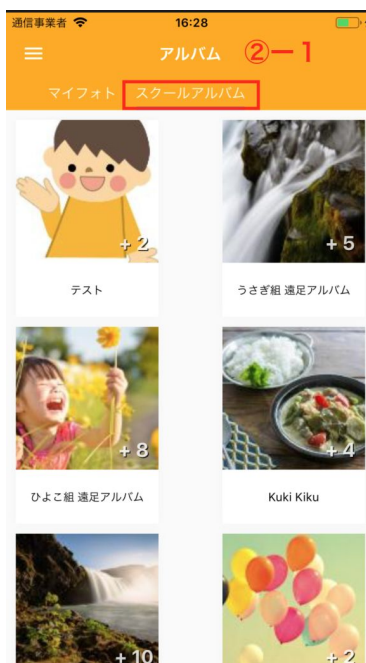 通信事業者 16:28
アルバム ②ー１
マイフォト スクールアルバム
+ 2 + 5
テスト うさぎ組 遠足アルバム
+ 8 + 4
ひよこ組 遠足アルバム Kuki Kiku
+ 10 + 2